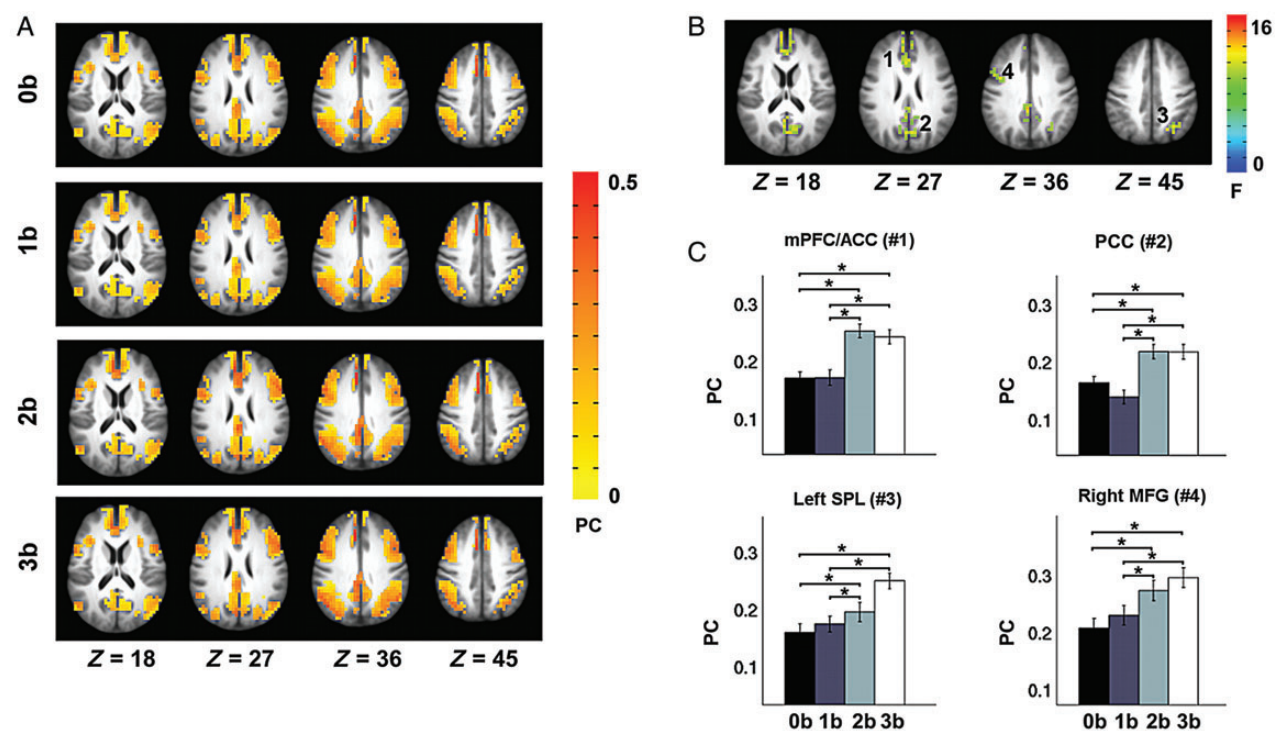 A
0b
1b
2b
3b
Z = 18 Z = 27 Z = 36 Z = 45
0.5
0
PC
B
1 2 4 3
16
0
F
Z = 18 Z = 27 Z = 36 Z = 45
C
mPFC/ACC (#1)
PC
0.3
0.2
0.1
* * * *
PCC (#2)
PC
0.3
0.2
0.1
* * * *
Left SPL (#3)
PC
0.3
0.2
0.1
* * * *
0b 1b 2b 3b
Right MFG (#4)
PC
0.3
0.2
0.1
* * * *
0b 1b 2b 3b